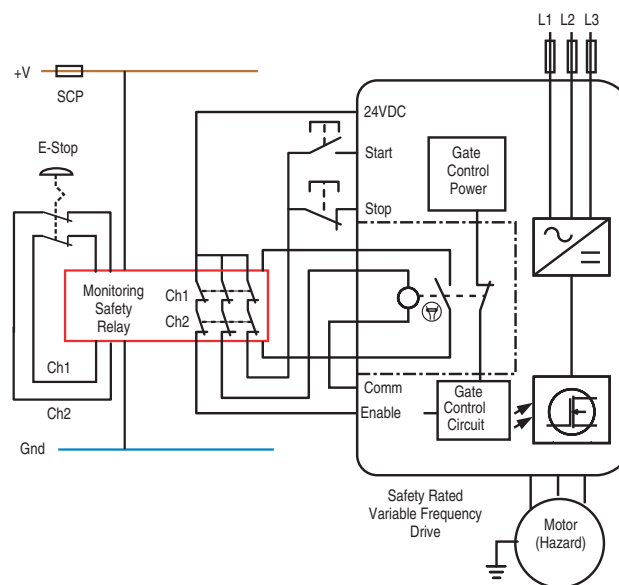 L1 L2 L3
+V
SCP
24VDC
E-Stop
Start
Gate
Control
Power
Stop
Monitoring
Safety
Relay
Ch1
Ch2
Ch1
Ch2
Comm
Enable
Gate
Control
Circuit
Gnd
Safety Rated
Variable Frequency
Drive
Motor
(Hazard)